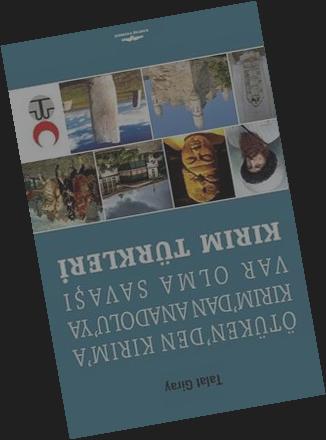 Talat Giray
ÖTÜKEN'DEN KIRIM'A
KIRIM'DAN ANADOLU'YA
VAR OLMA SAVAŞI
KIRIM TÜRKLERİ